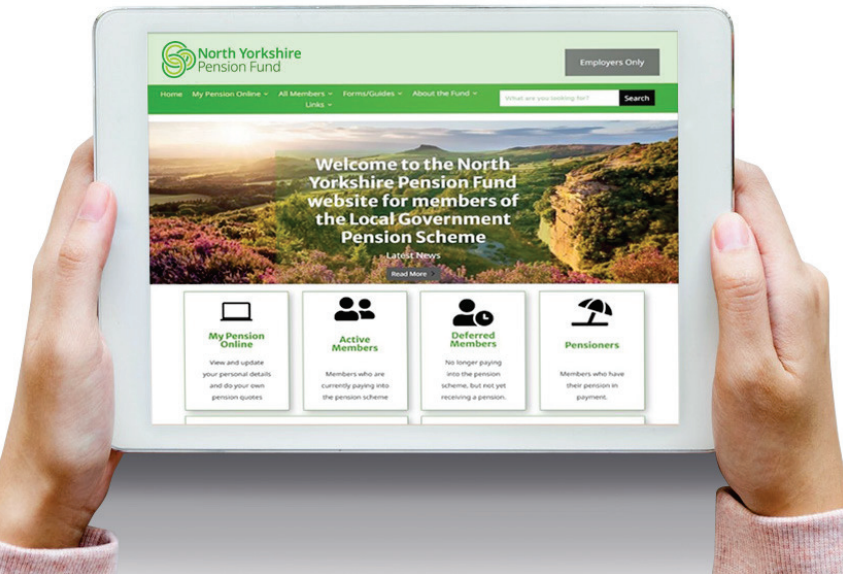 North Yorkshire
Pension Fund
Employers Only
Home My Pension Online All Members Forms/Guides About the Fund
Links
What are you looking for?
Search
Welcome to the North
Yorkshire Pension Fund
website for members of
the Local Government
Pension Scheme
Latest News
Read More
My Pension
Online
View and update
your personal details
and do your own
pension quotes
Active
Members
Members who are
currently paying into
the pension scheme
Deferred
Members
No longer paying
into the pension
scheme, but not yet
receiving a pension.
Pensioners
Members who have
their pension in
payment.